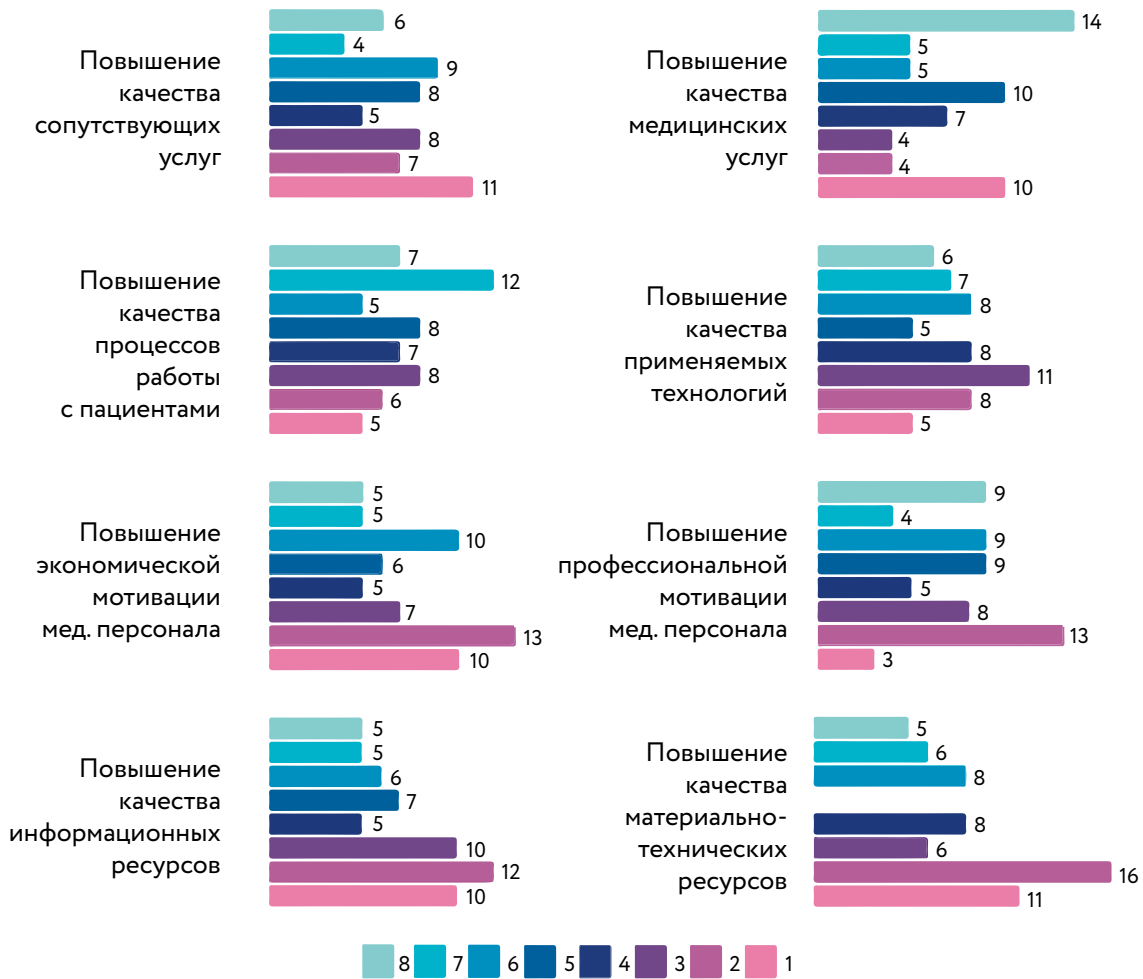 Повышение
качества
сопутствующих
услуг
6
4
9
8
5
8
7
11
Повышение
качества
медицинских
услуг
14
5
5
10
7
4
4
10
Повышение
качества
процессов
работы
с пациентами
7
12
5
8
7
8
6
5
Повышение
качества
применяемых
технологий
6
7
8
5
8
11
8
5
Повышение
экономической
мотивации
мед. персонала
5
5
10
6
5
7
13
10
Повышение
профессиональной
мотивации
мед. персонала
9
4
9
9
5
8
13
3
Повышение
качества
информационных
ресурсов
5
5
6
7
5
10
12
10
Повышение
качества
материально-
технических
ресурсов
5
6
8
8
6
16
11
8 7 6 5 4 3 2 1